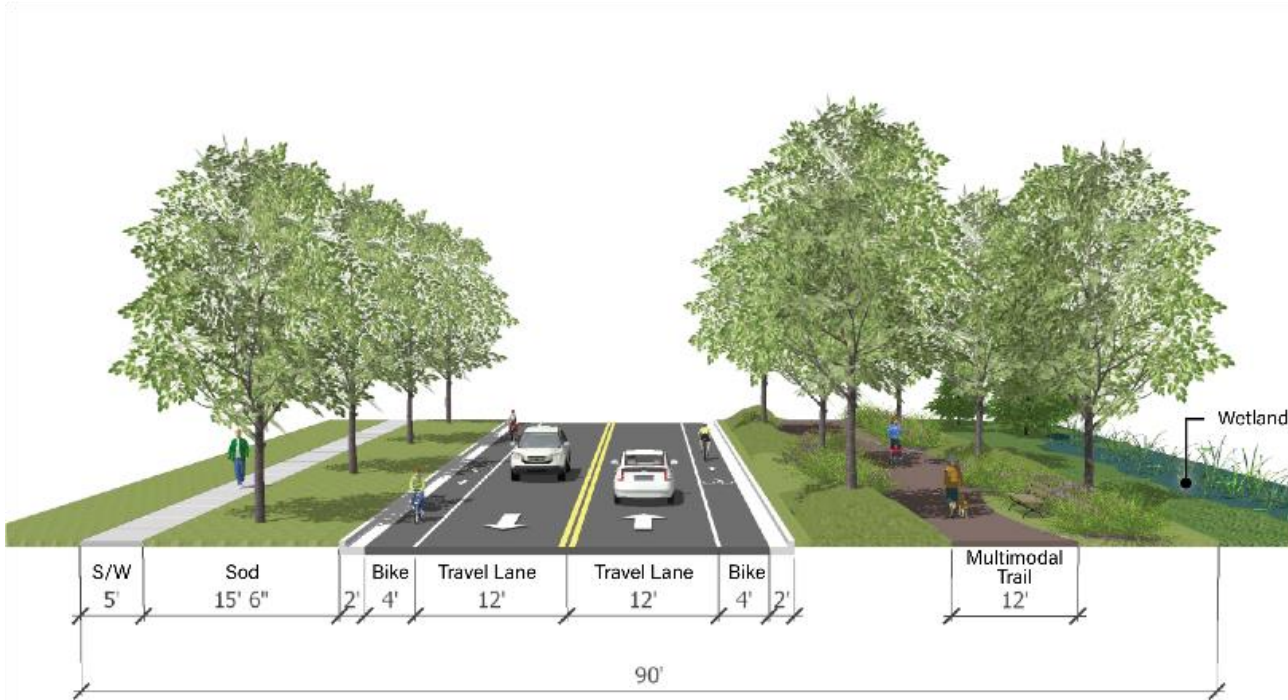 Wetland
S/W
5'
Sod
15' 6"
2'
Bike
4'
Travel Lane
12'
Travel Lane
12'
Bike
4'
2'
Multimodal
Trail
12'
90'